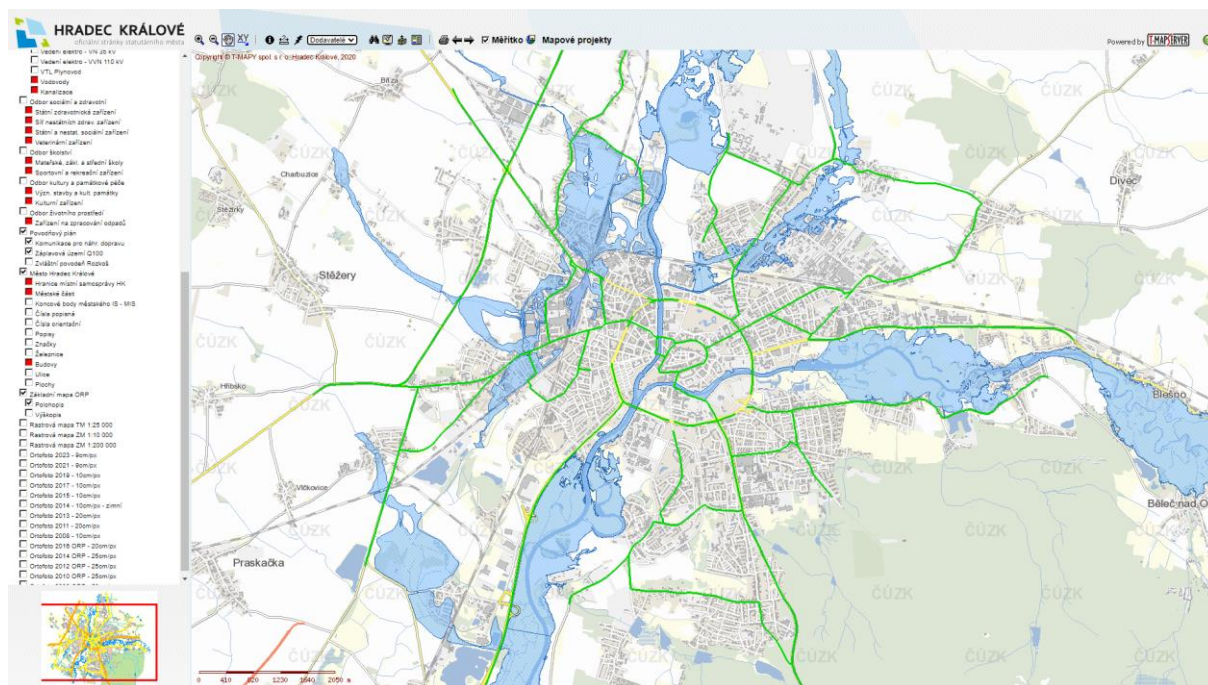 HRADEC KRÁLOVÉ
oficiální stránky statutárního města
XY
Dodavatelé
Měřítko
Mapové projekty
Powered by T-MAPSERVER
Copyright © T-MAPY spol. s r. o., Hradec Králové, 2020
Vedení elektro - VN 35 kV
Vedení elektro - VVN 110 kV
VTL Plynovod
Vodovody
Kanalizace
Odbor sociální a zdravotní
Státní zdravotnická zařízení
Síť nestátních zdrav. zařízení
Státní a nestat. sociální zařízení
Veterinární zařízení
Odbor školství
Mateřské, zákl. a střední školy
Sportovní a rekreační zařízení
Odbor kultury a památkové péče
Význ. stavby a kult. památky
Kulturní zařízení
Odbor životního prostředí
Zařízení na zpracování odpadů
Povodňový plán
Komunikace pro náhr. dopravu
Záplavová území Q100
Zvláštní povodeň Rozkoš
Město Hradec Králové
Hranice místní samosprávy HK
Městské části
Koncové body městského IS - MIS
Čísla popisná
Čísla orientační
Popisy
Značky
Železnice
Budovy
Ulice
Plochy
Základní mapa ORP
Polohopis
Výškopis
Rastrová mapa TM 1:25 000
Rastrová mapa ZM 1:10 000
Rastrová mapa ZM 1:200 000
Ortofoto 2023 - 9cm/px
Ortofoto 2021 - 9cm/px
Ortofoto 2019 - 10cm/px
Ortofoto 2017 - 10cm/px
Ortofoto 2015 - 10cm/px
Ortofoto 2014 - 10cm/px - zimní
Ortofoto 2013 - 20cm/px
Ortofoto 2011 - 20cm/px
Ortofoto 2008 - 10cm/px
Ortofoto 2016 ORP - 20cm/px
Ortofoto 2014 ORP - 25cm/px
Ortofoto 2012 ORP - 25cm/px
Ortofoto 2010 ORP - 25cm/px
Bříza
Charbuzice
Stěžírky
Stěžery
Hřibsko
Vlčkovice
Praskačka
Divec
Blešno
Běleč nad O
ČÚZK
0 410 820 1230 1640 2050 m